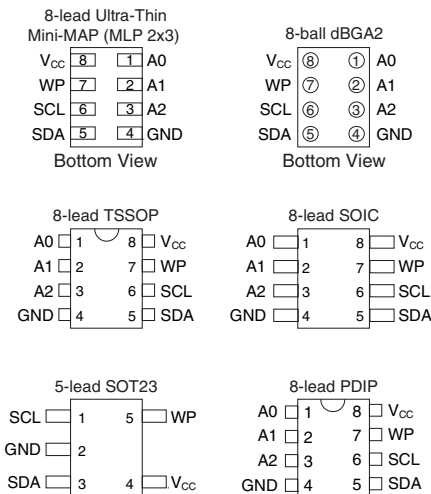 8-lead Ultra-Thin
Mini-MAP (MLP 2x3)
VCC 8 1 A0
WP 7 2 A1
SCL 6 3 A2
SDA 5 4 GND
Bottom View
8-ball dBGA2
VCC 8 1 A0
WP 7 2 A1
SCL 6 3 A2
SDA 5 4 GND
Bottom View
8-lead TSSOP
A0 1 8 VCC
A1 2 7 WP
A2 3 6 SCL
GND 4 5 SDA
8-lead SOIC
A0 1 8 VCC
A1 2 7 WP
A2 3 6 SCL
GND 4 5 SDA
5-lead SOT23
SCL 1 5 WP
GND 2
SDA 3 4 VCC
8-lead PDIP
A0 1 8 VCC
A1 2 7 WP
A2 3 6 SCL
GND 4 5 SDA